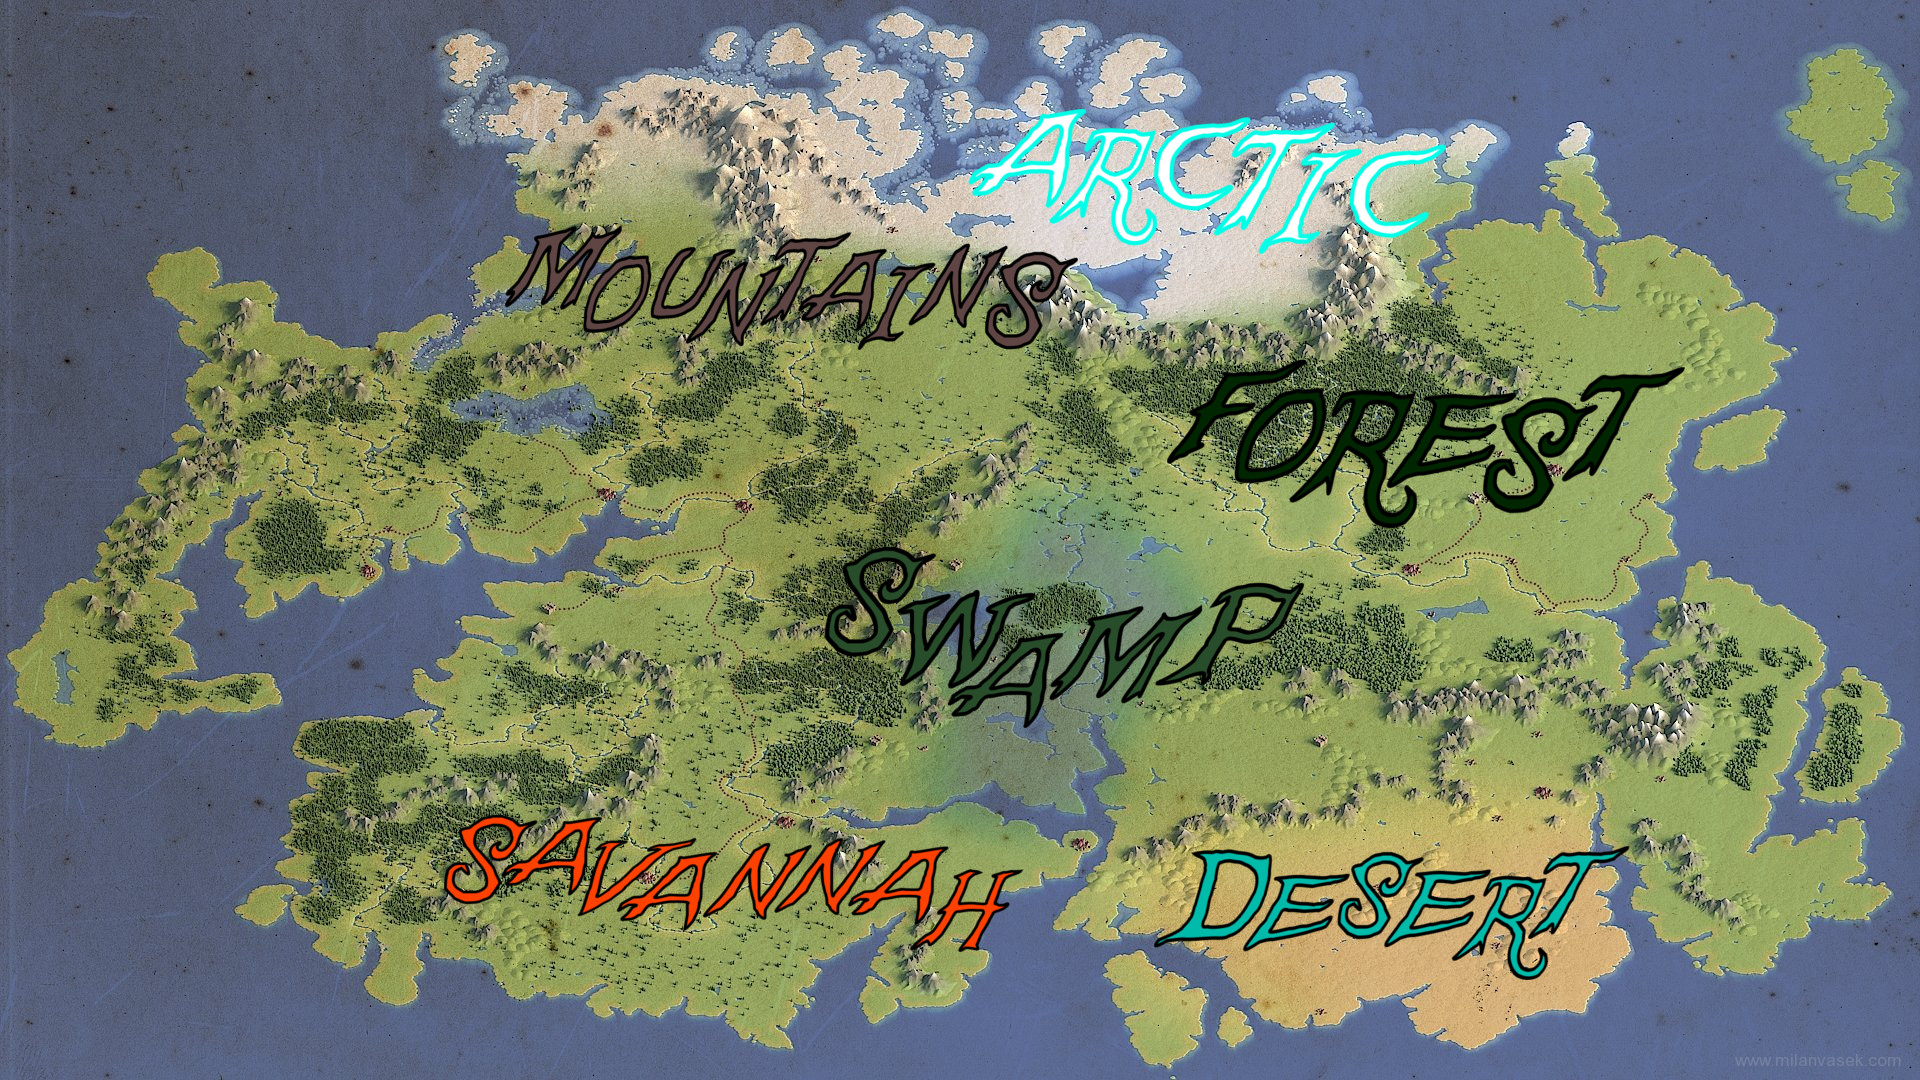 ARCTIC
MOUNTAINS
FOREST
SWAMP
SAVANNAH
DESERT
www.milanvasek.com